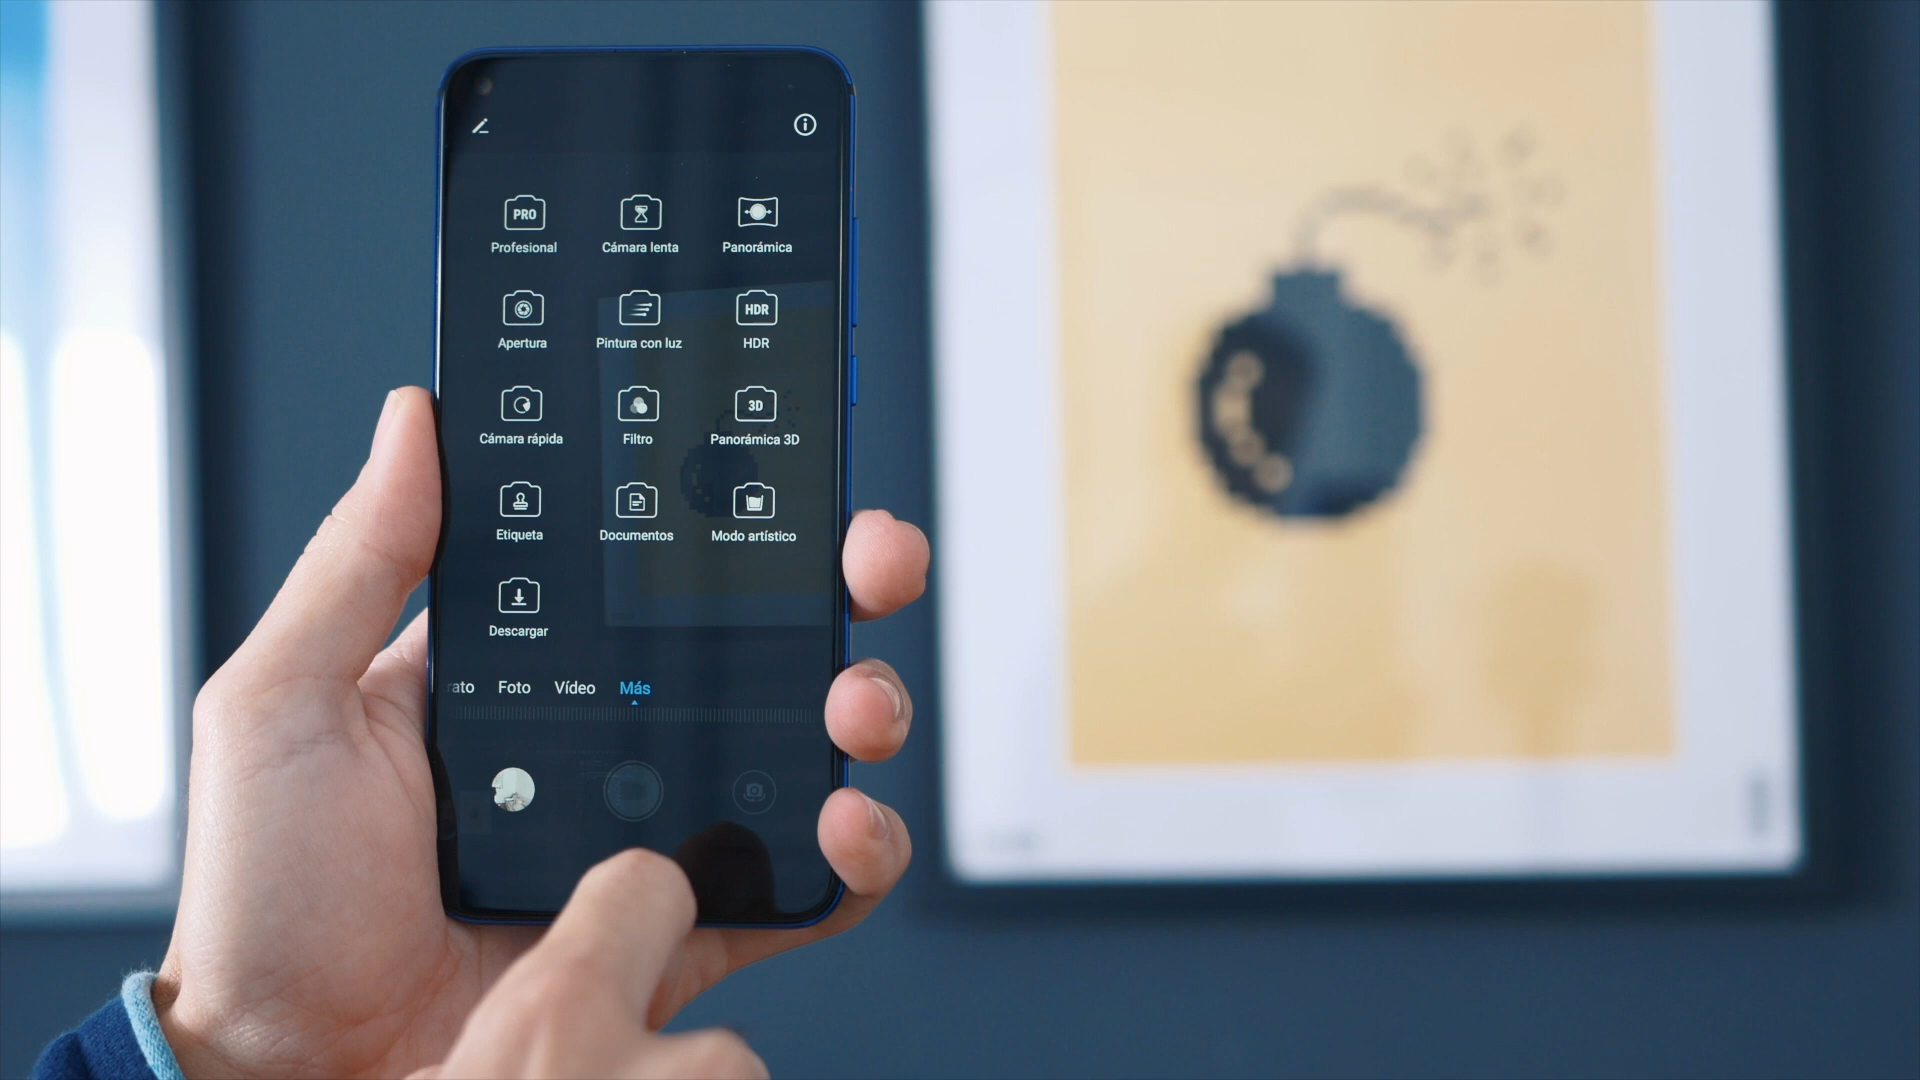 PRO
Profesional Cámara lenta Panorámica
HDR
Apertura Pintura con luz HDR
3D
Cámara rápida Filtro Panorámica 3D
Etiqueta Documentos Modo artístico
Descargar
rato Foto Vídeo Más